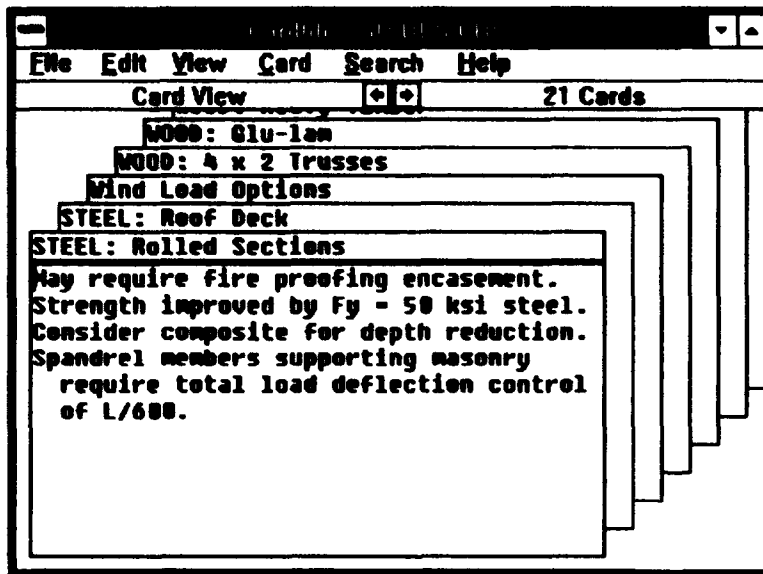 File Edit View Card Search Help
Card View 21 Cards
WOOD: Glu-lam
WOOD: 4 x 2 Trusses
Wind Load Options
STEEL: Roof Deck
STEEL: Rolled Sections
May require fire proofing encasement.
Strength improved by Fy = 50 ksi steel.
Consider composite for depth reduction.
Spandrel members supporting masonry
require total load deflection control
of L/600.